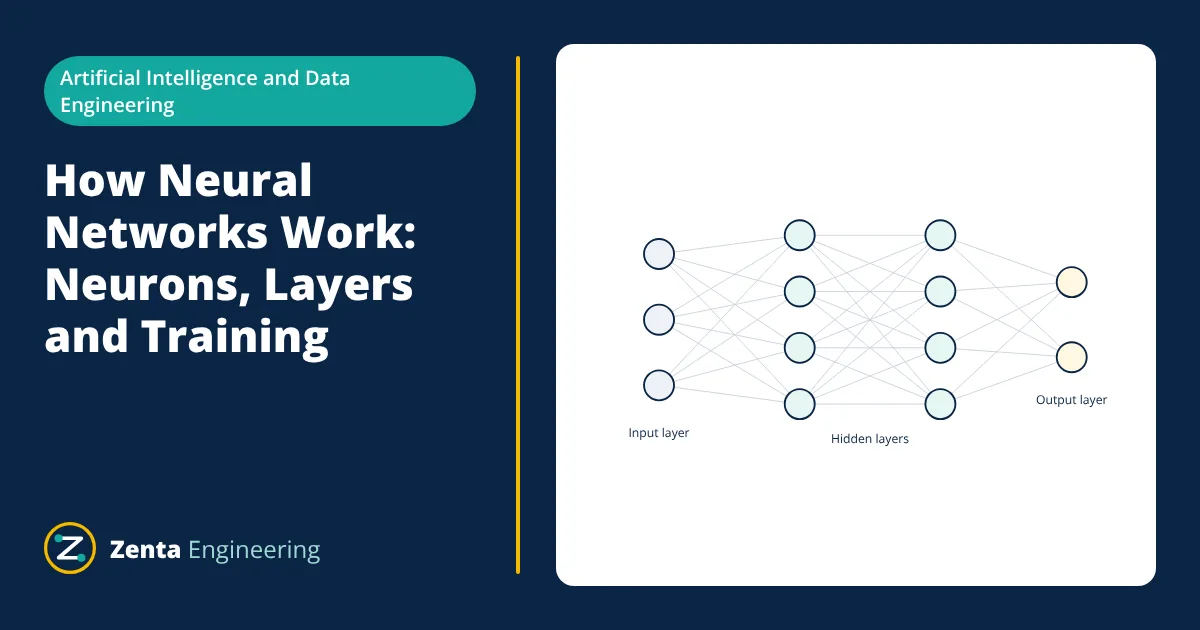 Artificial Intelligence and Data
Engineering
How Neural
Networks Work:
Neurons, Layers
and Training
Zenta Engineering
Input layer
Hidden layers
Output layer